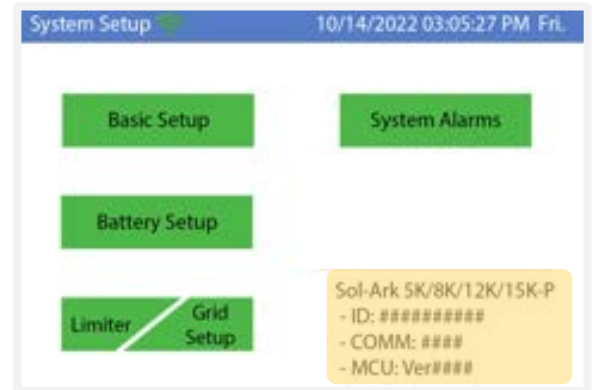 System Setup 10/14/2022 03:05:27 PM Fri.
Basic Setup System Alarms
Battery Setup
Limiter Grid Setup
Sol-Ark 5K/8K/12K/15K-P
- ID: ##########
- COMM: ####
- MCU: Ver####